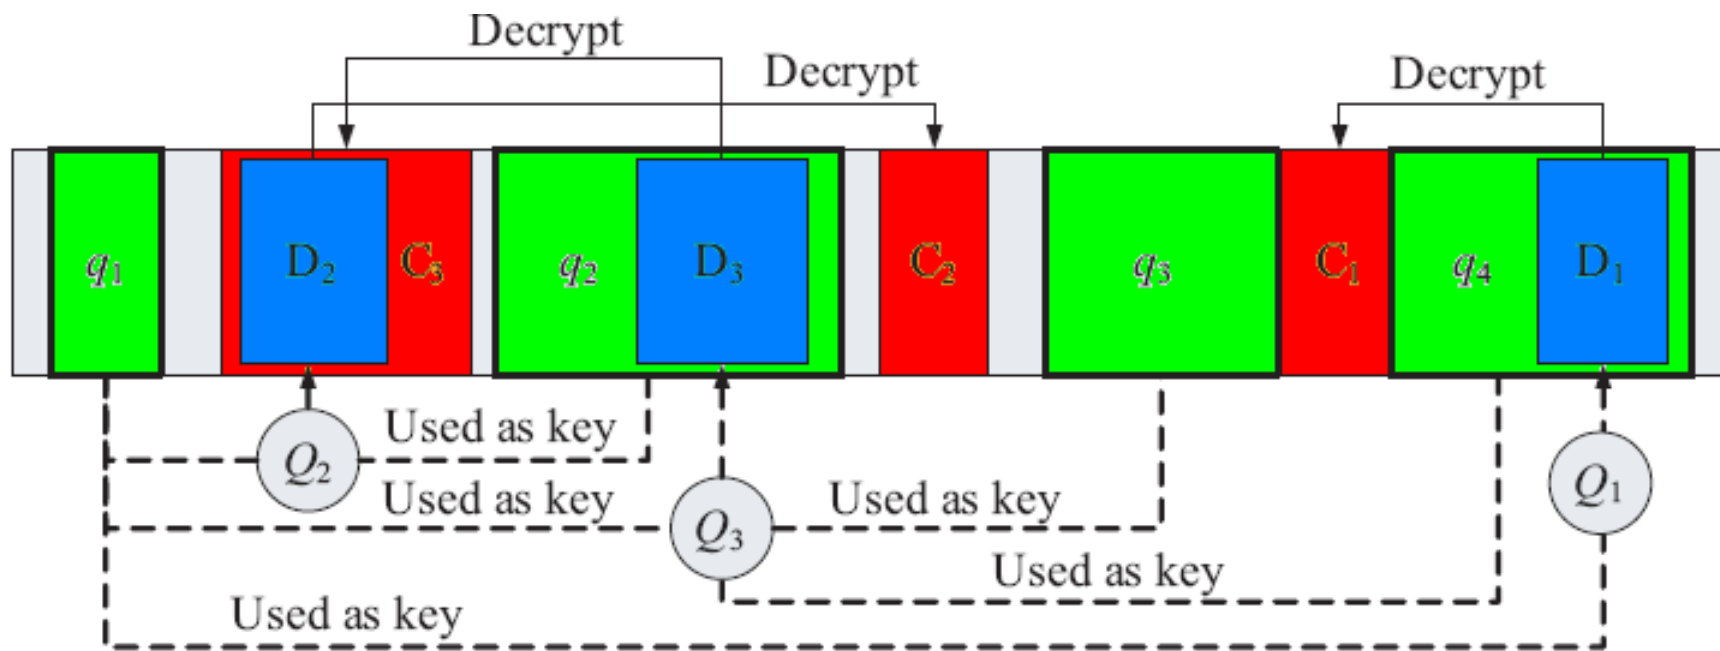 Decrypt
Decrypt
Decrypt
q₁
D₂
C₃
q₂
D₃
C₂
q₃
C₁
q₄
D₁
Used as key
Q₂
Used as key
Used as key
Q₁
Q₃
Used as key
Used as key